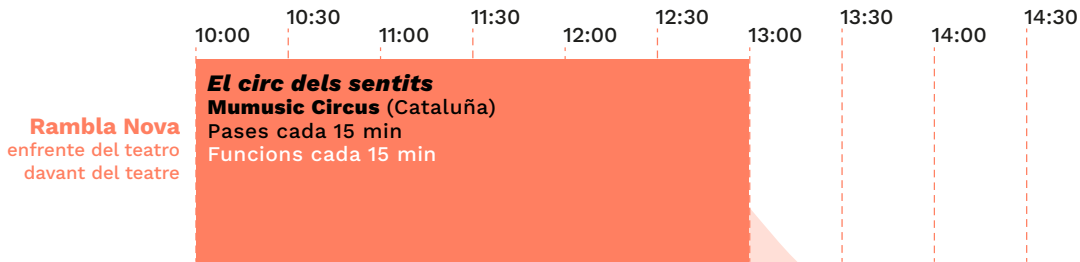 10:30 11:30 12:30 13:30 14:30
10:00 11:00 12:00 13:00 14:00
El circ dels sentits
Mumusic Circus (Cataluña)
Pases cada 15 min
Funcions cada 15 min
Rambla Nova
enfrente del teatro
davant del teatre